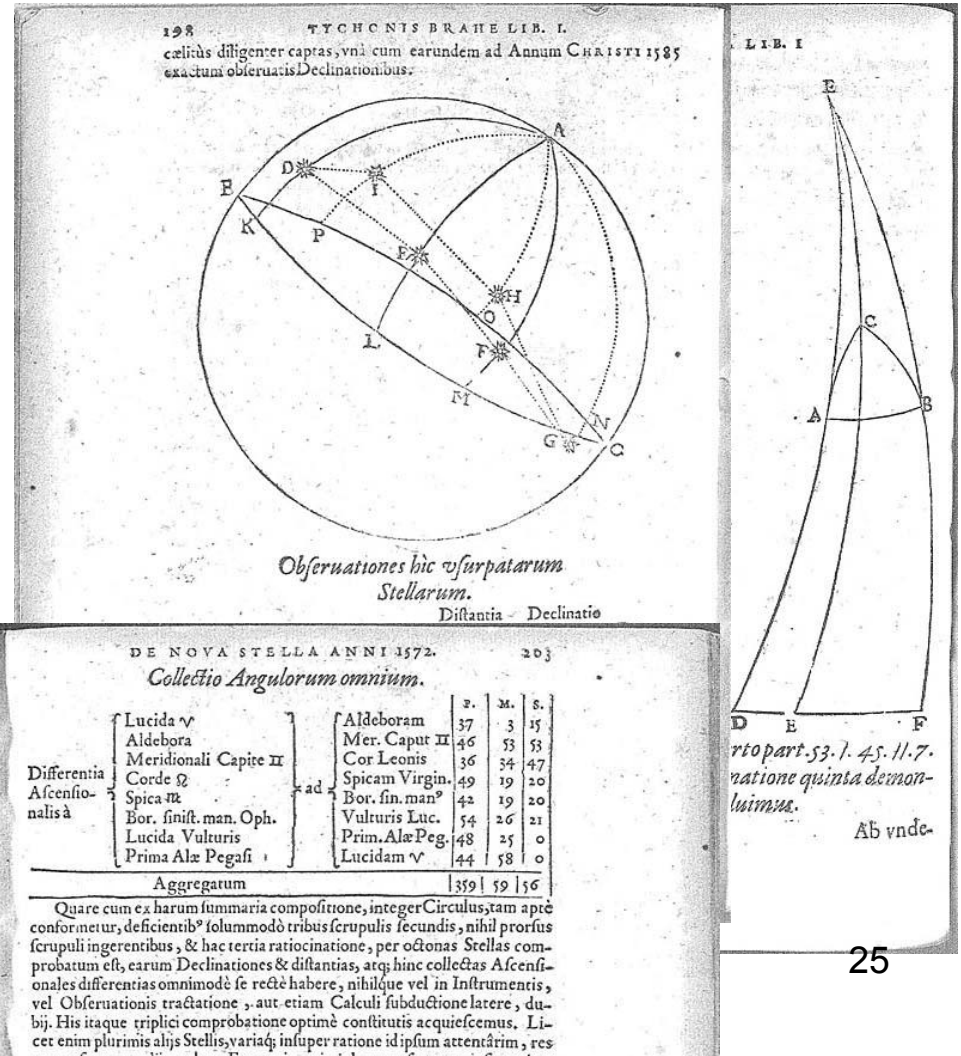 198 TYCHONIS BRAHE LIB. I.
cælitùs diligenter captas, vnà cum earundem ad Annum CHRISTI 1585
exactum obſeruatis Declinationibus.
A
D
I
B
K
P
F
H
O
L
F
M
N
G
C
Obſeruationes hîc vſurpatarum
Stellarum.
Diſtantia Declinatio
LIB. I
E
C
A
B
D E F
part. 53. /. 45. //. 7.
natione quinta demon-
luimus.
Ab vnde-
DE NOVA STELLA ANNI 1572. 203
Collectio Angulorum omnium.
P. M. S.
Differentia Aſcenſio-nalis à
Lucida ♈ ad Aldeboram 37 3 15
Aldebora Mer. Caput ♊ 46 53 53
Meridionali Capite ♊ Cor Leonis 36 34 47
Corde ♌ Spicam Virgin. 49 19 20
Spica ♍ Bor. ſin. manꝰ 42 19 20
Bor. ſiniſt. man. Oph. Vulturis Luc. 54 26 21
Lucida Vulturis Prim. Alæ Peg. 48 25 0
Prima Alæ Pegaſi Lucidam ♈ 44 58 0
Aggregatum 359 59 56
Quare cum ex harum ſummaria compoſitione, integer Circulus, tam aptè
conformetur, deficientibꝰ ſolummodò tribus ſcrupulis ſecundis, nihil prorſus
ſcrupuli ingerentibus, & hac tertia ratiocinatione, per octonas Stellas com-
probatum eſt, earum Declinationes & diſtantias, atq; hinc collectas Aſcenſi-
onales differentias omnimodè ſe rectè habere, nihilque vel in Inſtrumentis,
vel Obſeruationis tractatione, aut etiam Calculi ſubductione latere, du-
bij. His itaque triplici comprobatione optimè conſtitutis acquieſcemus. Li-
cet enim plurimis alijs Stellis, variaq; inſuper ratione id ipſum attentârim, res-
25